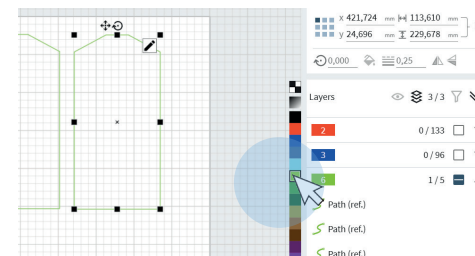 x 421,724 mm 113,610 mm
y 24,696 mm 229,678 mm
0,000 0,25
Layers 3 / 3
2 0 / 133
3 0 / 96
6 1 / 5
Path (ref.)
Path (ref.)
Path (ref.)